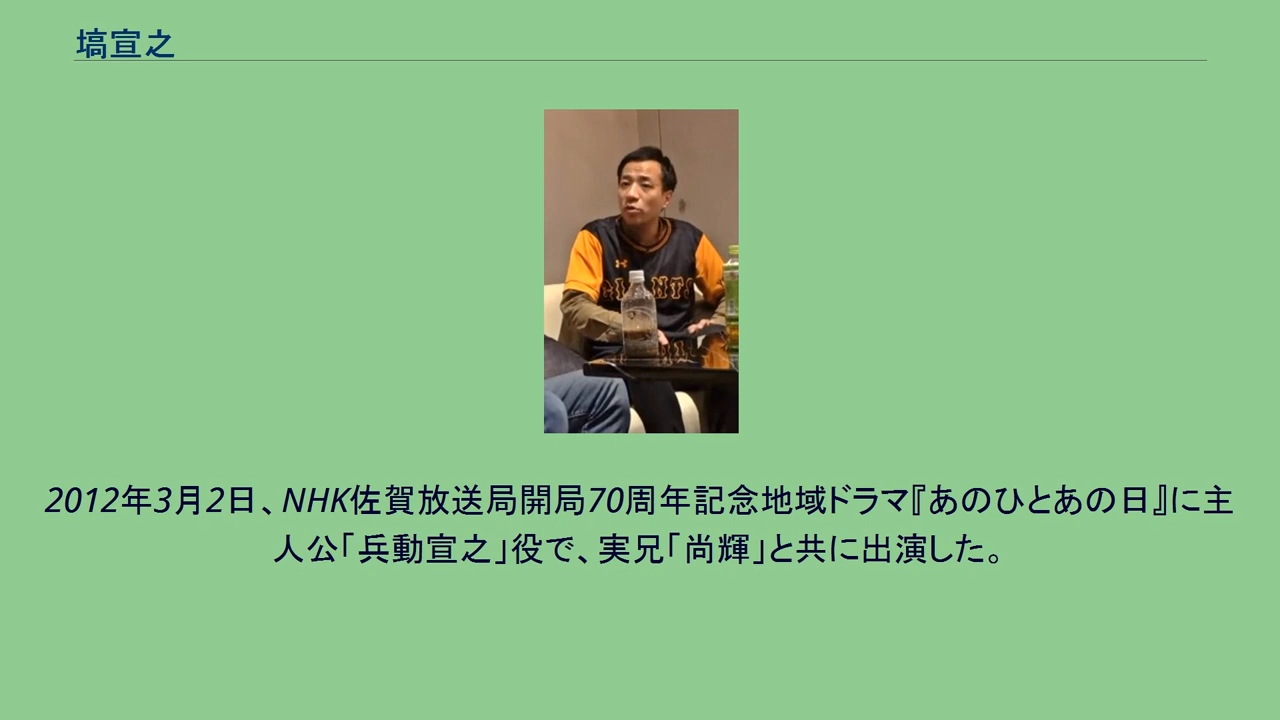 塙宣之
GIANTS
2012年3月2日、NHK佐賀放送局開局70周年記念地域ドラマ『あのひとあの日』に主
人公「兵動宣之」役で、実兄「尚輝」と共に出演した。